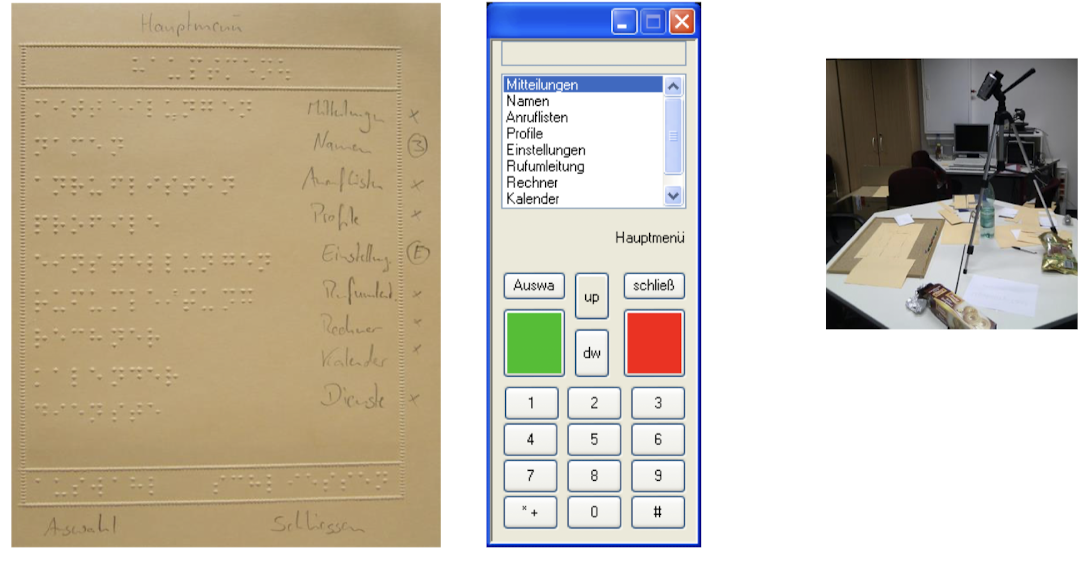 Hauptmenü
Mitteilungen x
Namen 3
Anruflisten x
Profile x
Einstellung. E
x
Rechner x
Kalender x
Dienste x
Auswahl Schliessen
Mitteilungen
Namen
Anruflisten
Profile
Einstellungen
Rufumleitung
Rechner
Kalender
Hauptmenü
Auswa up schließ
dw
1 2 3
4 5 6
7 8 9
* + 0 #